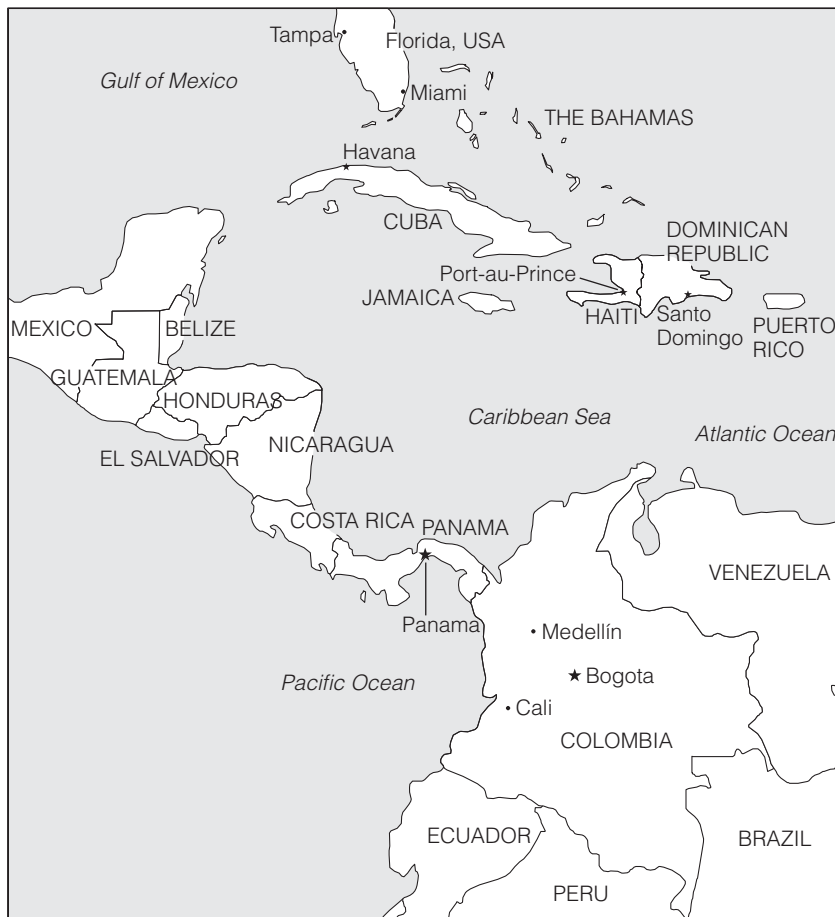 Tampa
Florida, USA
Gulf of Mexico
Miami
THE BAHAMAS
Havana
CUBA
DOMINICAN
REPUBLIC
Port-au-Prince
JAMAICA
HAITI
Santo
Domingo
PUERTO
RICO
MEXICO
BELIZE
GUATEMALA
HONDURAS
Caribbean Sea
Atlantic Ocean
NICARAGUA
EL SALVADOR
COSTA RICA
PANAMA
VENEZUELA
Panama
Medellín
Pacific Ocean
Bogota
Cali
COLOMBIA
ECUADOR
BRAZIL
PERU